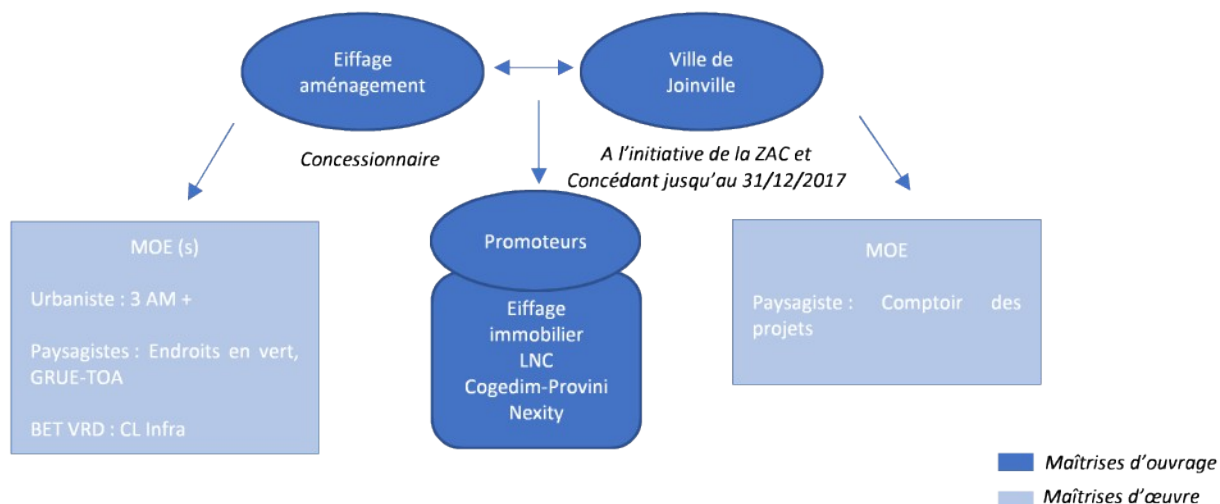 Eiffage
aménagement
Ville de
Joinville
Concessionnaire
A l’initiative de la ZAC et
Concédant jusqu’au 31/12/2017
MOE (s)
Urbaniste : 3 AM +
Paysagistes : Endroits en vert,
GRUE-TOA
BET VRD : CL Infra
Promoteurs
Eiffage
immobilier
LNC
Cogedim-Provini
Nexity
MOE
Paysagiste : Comptoir des
projets
Maîtrises d’ouvrage
Maîtrises d’œuvre